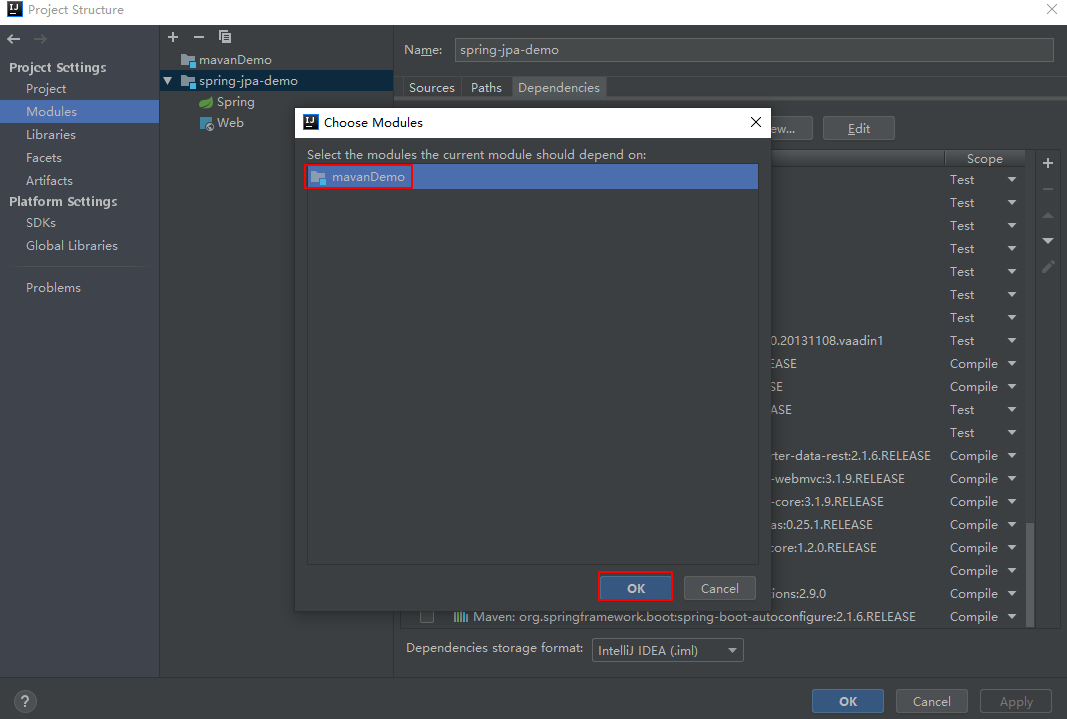 Project Structure
Project Settings
Project
Modules
Libraries
Facets
Artifacts
Platform Settings
SDKs
Global Libraries
Problems
mavanDemo
spring-jpa-demo
Spring
Web
Name: spring-jpa-demo
Sources Paths Dependencies
ew... Edit
Scope
Test
Test
Test
Test
Test
Test
Test
0.20131108.vaadin1 Test
EASE Compile
SE Compile
ASE Test
Test
rter-data-rest:2.1.6.RELEASE Compile
-webmvc:3.1.9.RELEASE Compile
-core:3.1.9.RELEASE Compile
as:0.25.1.RELEASE Compile
core:1.2.0.RELEASE Compile
Compile
ions:2.9.0 Compile
Maven: org.springframework.boot:spring-boot-autoconfigure:2.1.6.RELEASE Compile
Choose Modules
Select the modules the current module should depend on:
mavanDemo
OK Cancel
Dependencies storage format: IntelliJ IDEA (.iml)
? OK Cancel Apply